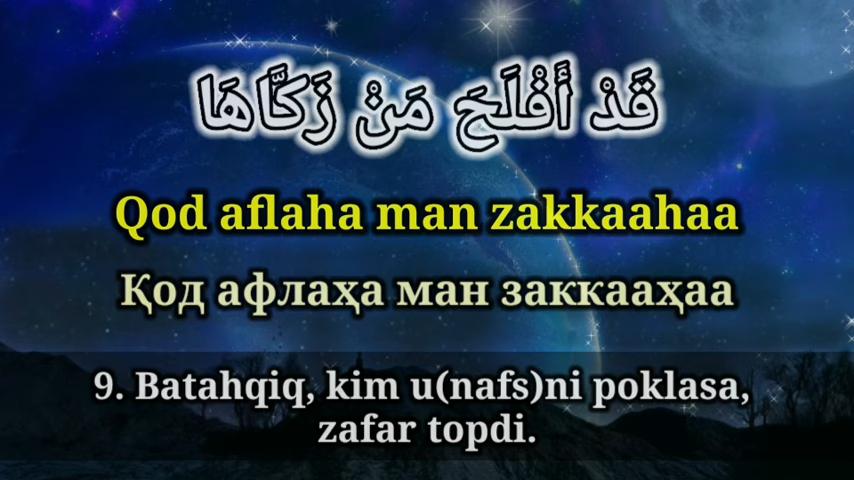 قَدْ أَفْلَحَ مَنْ زَكَّاهَا
Qod aflaha man zakkaahaa
Қод афлаҳа ман заккааҳаа
9. Batahqiq, kim u(nafs)ni poklasa,
zafar topdi.